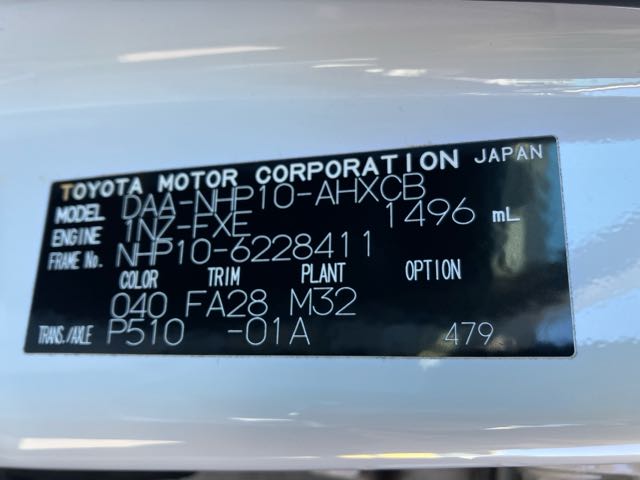 TOYOTA MOTOR CORPORATION JAPAN
MODEL DAA-NHP10-AHXCB
ENGINE 1NZ-FXE 1496 mL
FRAME No. NHP10-6228411
COLOR TRIM PLANT OPTION
040 FA28 M32
TRANS./AXLE P510 -01A 479